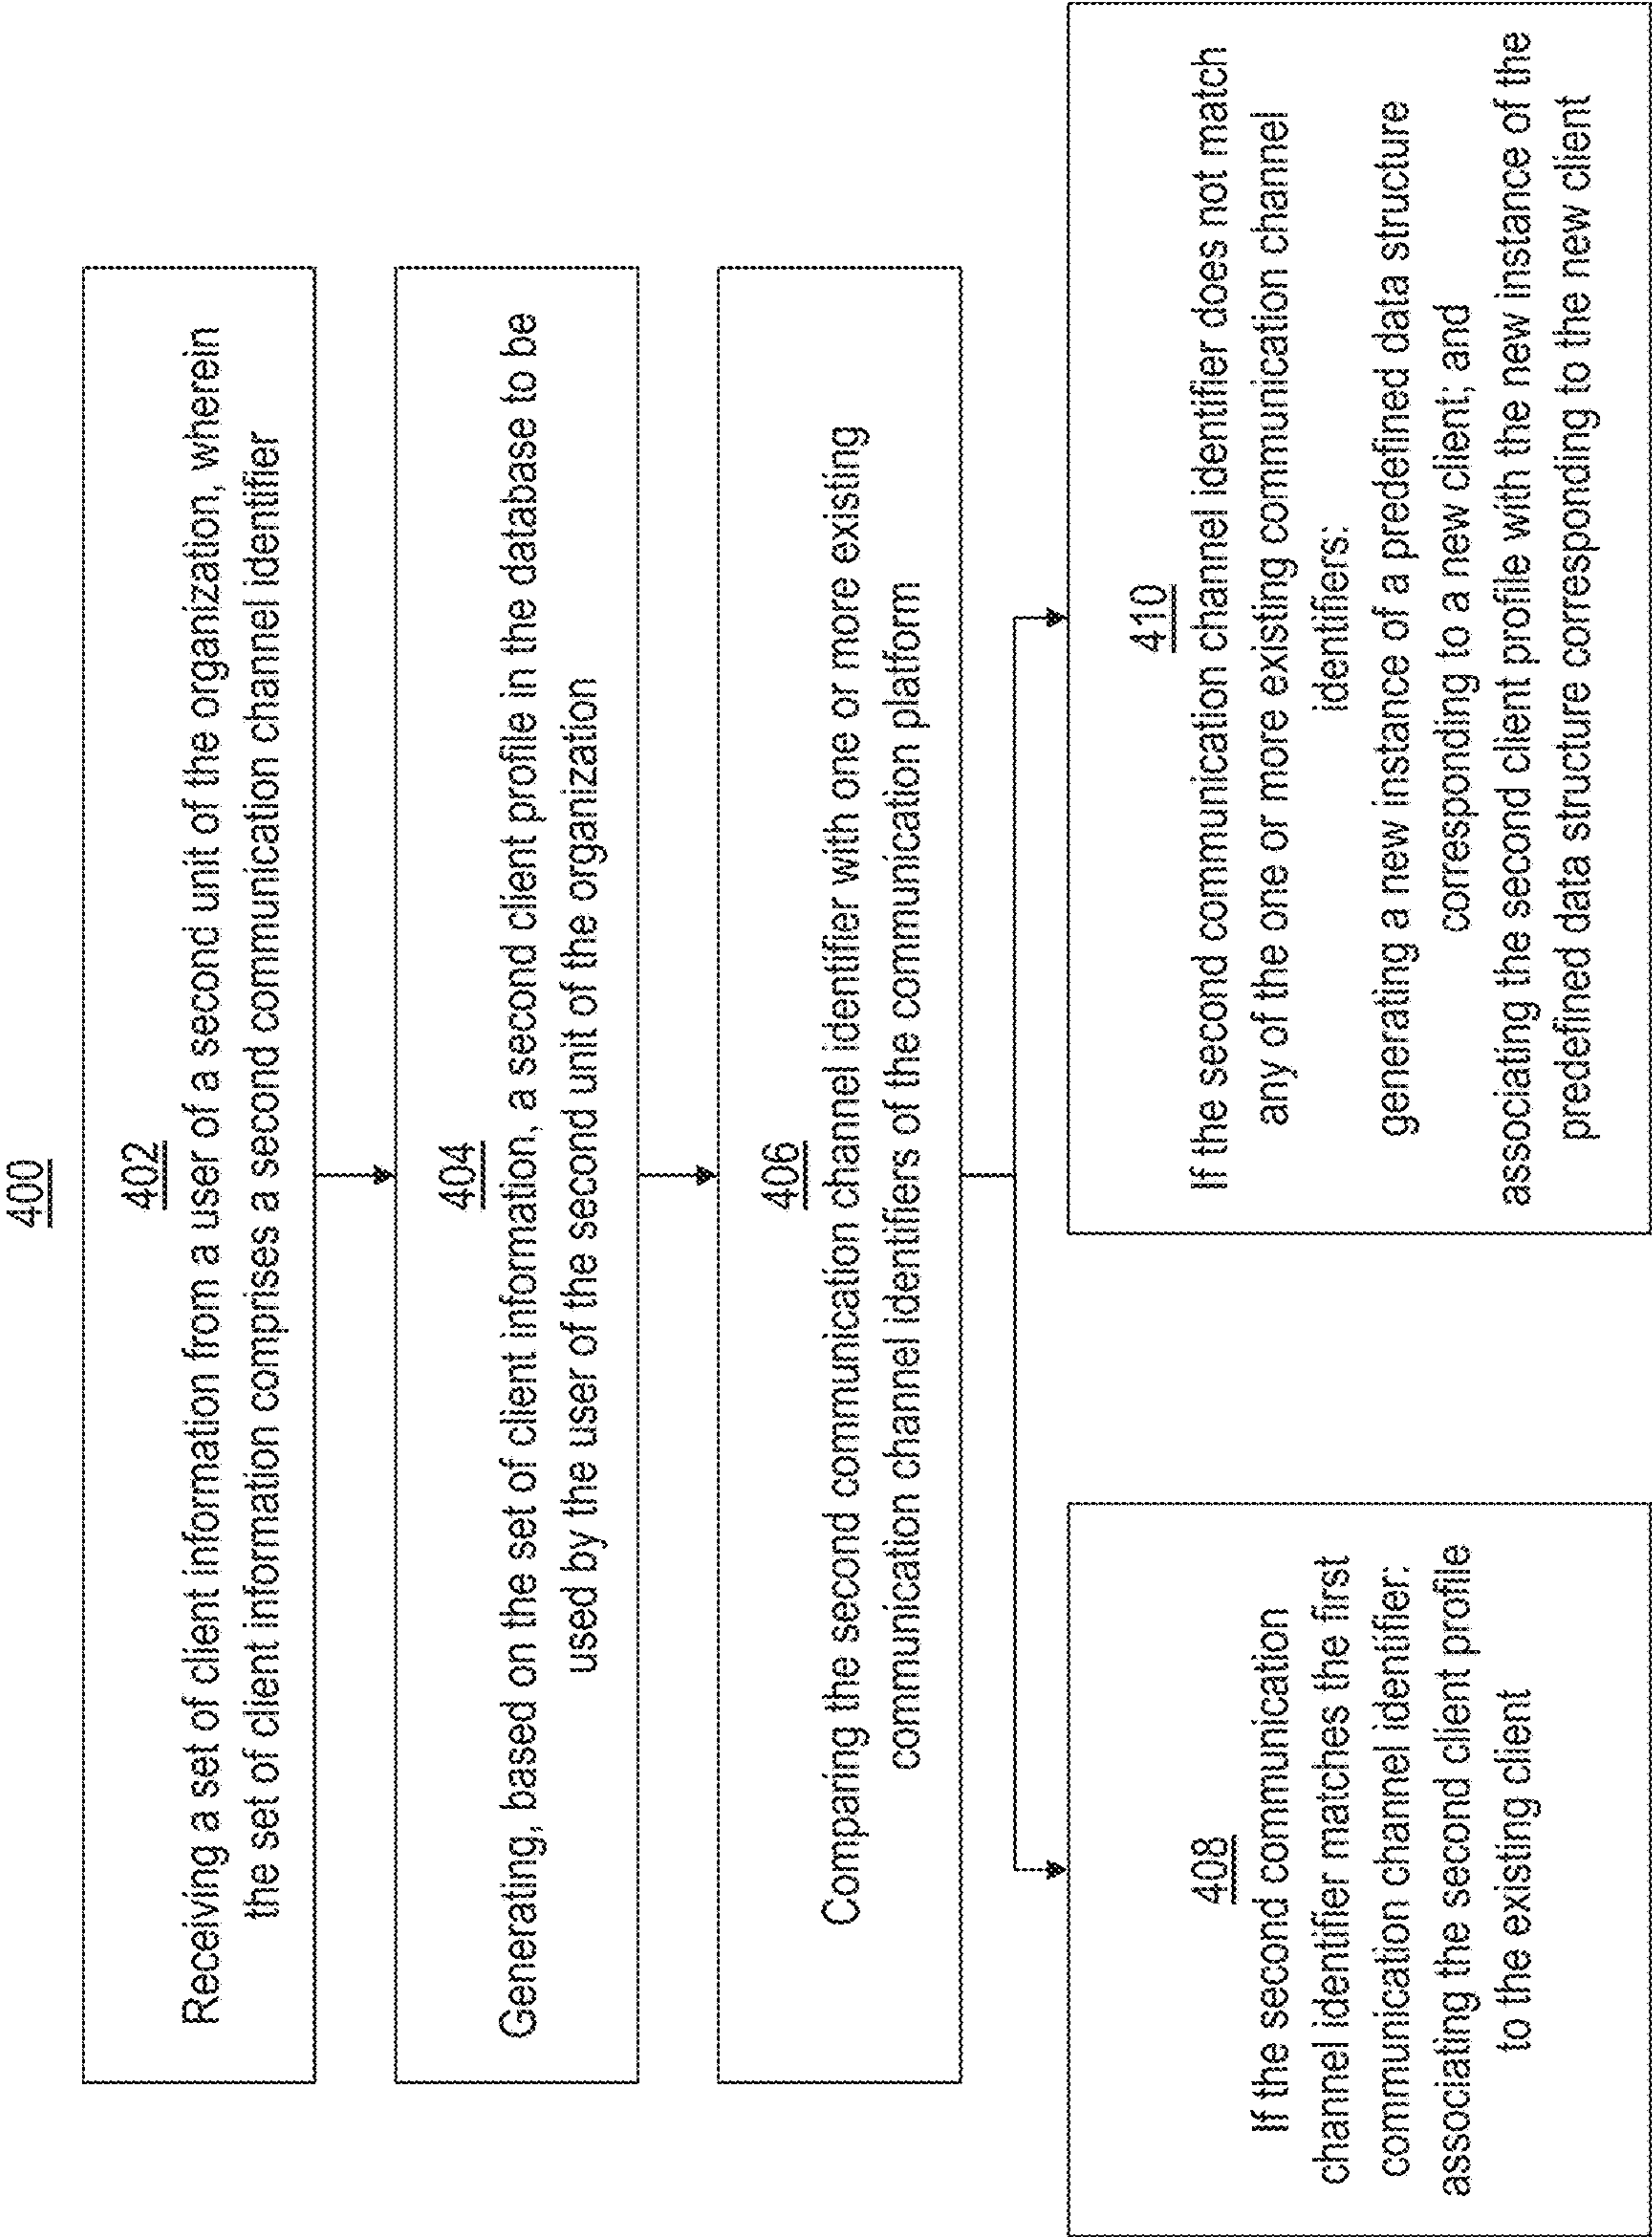 400
402
Receiving a set of client information from a user of a second unit of the organization, wherein
the set of client information comprises a second communication channel identifier
404
Generating, based on the set of client information, a second client profile in the database to be
used by the user of the second unit of the organization
406
Comparing the second communication channel identifier with one or more existing
communication channel identifiers of the communication platform
408
If the second communication
channel identifier matches the first
communication channel identifier:
associating the second client profile
to the existing client
410
If the second communication channel identifier does not match
any of the one or more existing communication channel
identifiers:
generating a new instance of a predefined data structure
corresponding to a new client; and
associating the second client profile with the new instance of the
predefined data structure corresponding to the new client